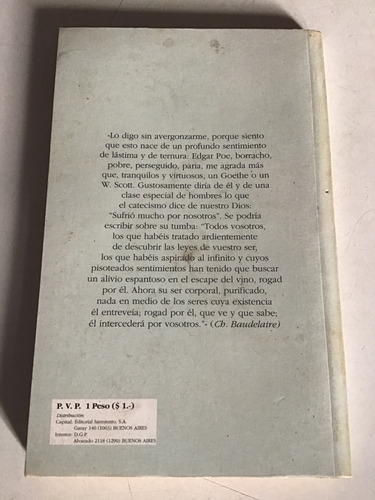 «Lo digo sin avergonzarme, porque siento
que esto nace de un profundo sentimiento
de lástima y de ternura. Edgar Poe, borracho,
pobre, perseguido, paria, me agrada más
que, tranquilos y virtuosos, un Goethe o un
W. Scott. Gustosamente diría de él y de una
clase especial de hombres lo que
el catecismo dice de nuestro Dios:
"Sufrió mucho por nosotros". Se podría
escribir sobre su tumba: "Todos vosotros,
los que habéis tratado ardientemente
de descubrir las leyes de vuestro ser,
los que habéis aspirado al infinito y cuyos
pisoteados sentimientos han tenido que buscar
un alivio espantoso en el escape del vino, rogad
por él. Ahora su ser corporal, purificado,
nada en medio de los seres cuya existencia
él entreveía; rogad por él, que ve y que sabe;
él intercederá por vosotros."» (Ch. Baudelaire)
P. V. P. 1 Peso ($ 1.-)
Distribución
Capital: Editorial Sarmiento, S.A.
Garay 140 (1063) BUENOS AIRES
Interior: D.G.P.
Alvarado 2118 (1290) BUENOS AIRES